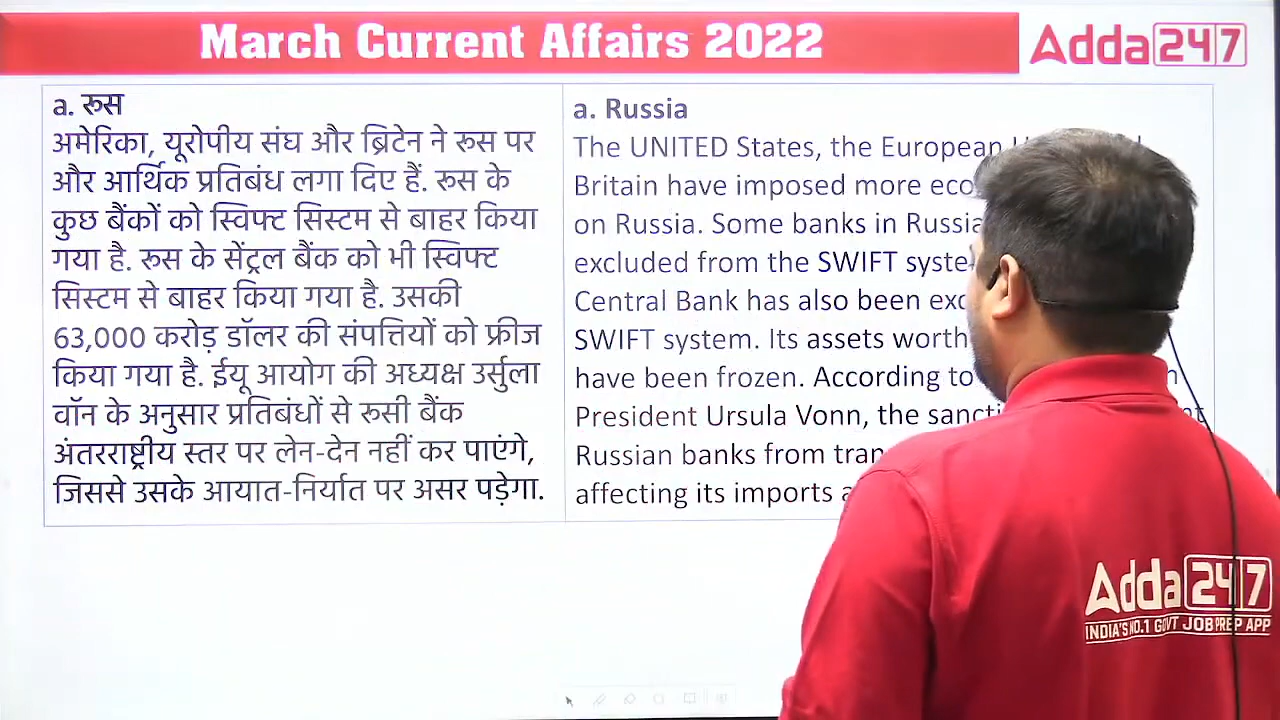 March Current Affairs 2022
Adda247
a. रूस
अमेरिका, यूरोपीय संघ और ब्रिटेन ने रूस पर
और आर्थिक प्रतिबंध लगा दिए हैं. रूस के
कुछ बैंकों को स्विफ्ट सिस्टम से बाहर किया
गया है. रूस के सेंट्रल बैंक को भी स्विफ्ट
सिस्टम से बाहर किया गया है. उसकी
63,000 करोड़ डॉलर की संपत्तियों को फ्रीज
किया गया है. ईयू आयोग की अध्यक्ष उर्सुला
वॉन के अनुसार प्रतिबंधों से रूसी बैंक
अंतरराष्ट्रीय स्तर पर लेन-देन नहीं कर पाएंगे,
जिससे उसके आयात-निर्यात पर असर पड़ेगा.
a. Russia
The UNITED States, the European
Britain have imposed more
on Russia. Some banks in Russia
excluded from the SWIFT
Central Bank has also been
SWIFT system. Its assets worth
have been frozen. According to
President Ursula Vonn, the
Russian banks from
affecting its imports
Adda247
INDIA'S NO.1 GOVT JOB PREP APP